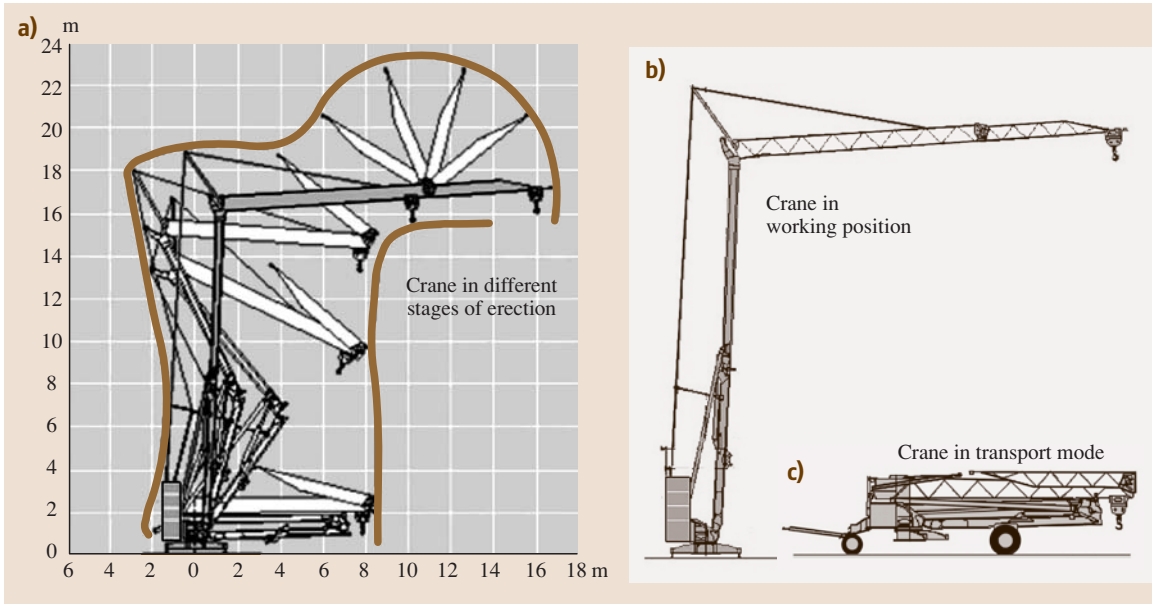 a)
m
24
22
20
18
16
14
12
10
8
6
4
2
0
6 4 2 0 2 4 6 8 10 12 14 16 18 m
Crane in different
stages of erection
b)
Crane in
working position
c)
Crane in transport mode